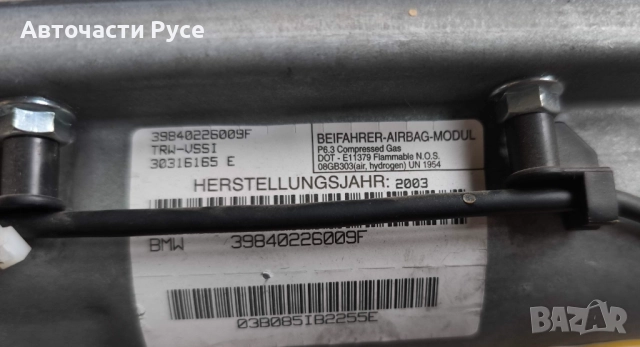 Авточасти Русе
39840226009F
TRW-VSSI
30316165 E
BEIFAHRER-AIRBAG-MODUL
P6.3 Compressed Gas
DOT - E11379 Flammable N.O.S.
08GB303(air, hydrogen) UN 1954
HERSTELLUNGSJAHR: 2003
BMW 39840226009F
03B085IB2255E
BAZAR